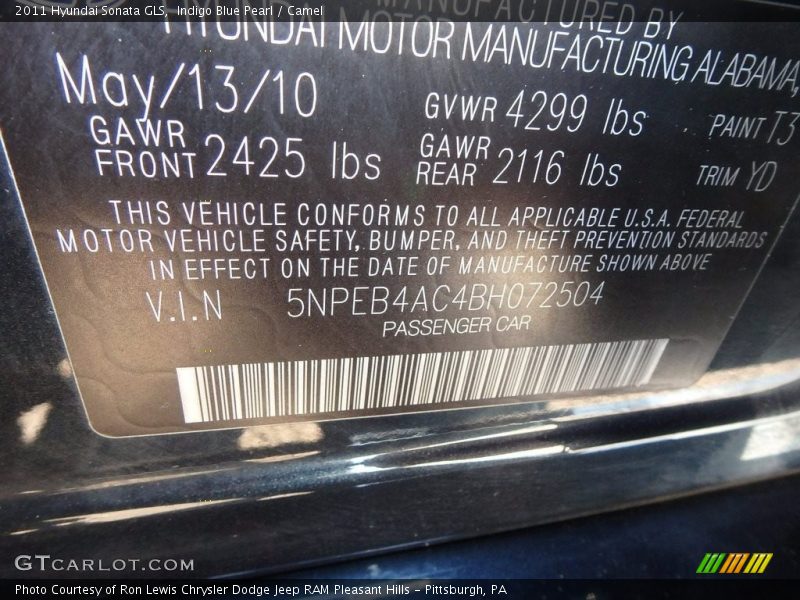 2011 Hyundai Sonata GLS, Indigo Blue Pearl / Camel
MANUFACTURED BY
HYUNDAI MOTOR MANUFACTURING ALABAMA,
May/13/10
GVWR 4299 lbs
PAINT T3
GAWR
FRONT 2425 lbs
GAWR
REAR 2116 lbs
TRIM YD
THIS VEHICLE CONFORMS TO ALL APPLICABLE U.S.A. FEDERAL
MOTOR VEHICLE SAFETY, BUMPER, AND THEFT PREVENTION STANDARDS
IN EFFECT ON THE DATE OF MANUFACTURE SHOWN ABOVE
V.I.N 5NPEB4AC4BH072504
PASSENGER CAR
GTCARLOT.COM
Photo Courtesy of Ron Lewis Chrysler Dodge Jeep RAM Pleasant Hills - Pittsburgh, PA